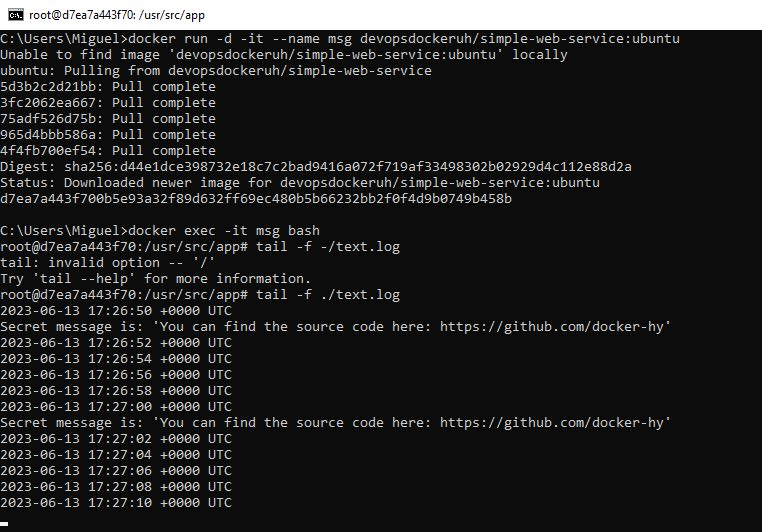 root@d7ea7a443f70: /usr/src/app
C:\Users\Miguel>docker run -d -it --name msg devopsdockeruh/simple-web-service:ubuntu
Unable to find image 'devopsdockeruh/simple-web-service:ubuntu' locally
ubuntu: Pulling from devopsdockeruh/simple-web-service
5d3b2c2d21bb: Pull complete
3fc2062ea667: Pull complete
75adf526d75b: Pull complete
965d4bbb586a: Pull complete
4f4fb700ef54: Pull complete
Digest: sha256:d44e1dce398732e18c7c2bad9416a072f719af33498302b02929d4c112e88d2a
Status: Downloaded newer image for devopsdockeruh/simple-web-service:ubuntu
d7ea7a443f700b5e93a32f89d632ff69ec480b5b66232bb2f0f4d9b0749b458b
C:\Users\Miguel>docker exec -it msg bash
root@d7ea7a443f70:/usr/src/app# tail -f -/text.log
tail: invalid option -- '/'
Try 'tail --help' for more information.
root@d7ea7a443f70:/usr/src/app# tail -f ./text.log
2023-06-13 17:26:50 +0000 UTC
Secret message is: 'You can find the source code here: https://github.com/docker-hy'
2023-06-13 17:26:52 +0000 UTC
2023-06-13 17:26:54 +0000 UTC
2023-06-13 17:26:56 +0000 UTC
2023-06-13 17:26:58 +0000 UTC
2023-06-13 17:27:00 +0000 UTC
Secret message is: 'You can find the source code here: https://github.com/docker-hy'
2023-06-13 17:27:02 +0000 UTC
2023-06-13 17:27:04 +0000 UTC
2023-06-13 17:27:06 +0000 UTC
2023-06-13 17:27:08 +0000 UTC
2023-06-13 17:27:10 +0000 UTC